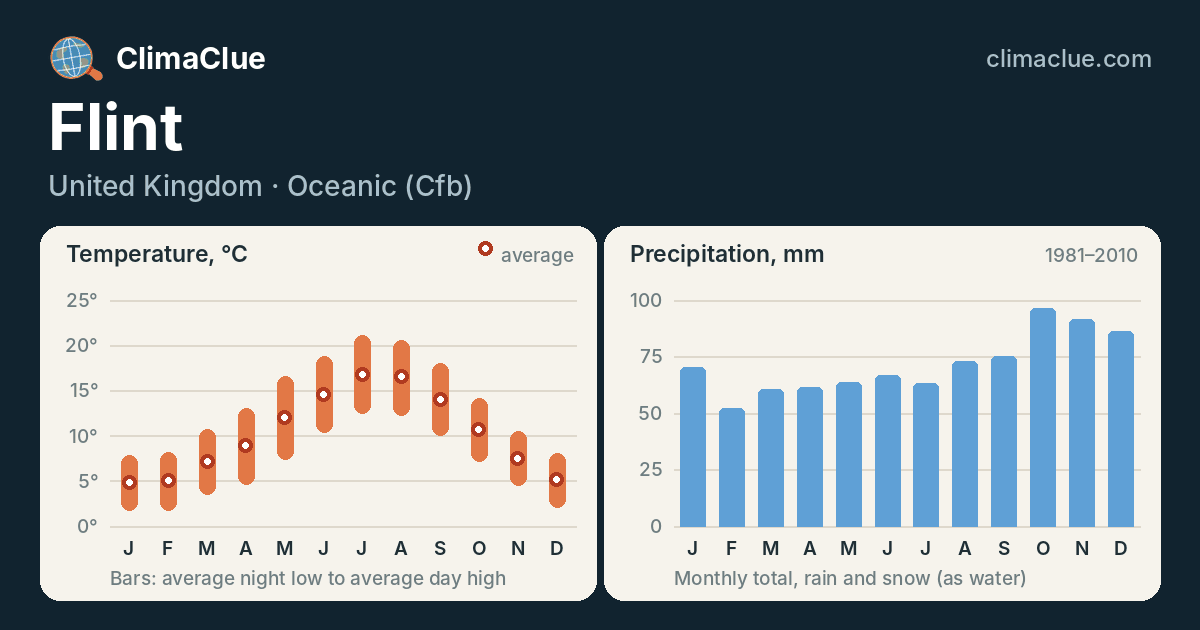 ClimaClue
climaclue.com
Flint
United Kingdom · Oceanic (Cfb)
Temperature, °C
average
25°
20°
15°
10°
5°
0°
J F M A M J J A S O N D
Bars: average night low to average day high
Precipitation, mm
1981–2010
100
75
50
25
0
J F M A M J J A S O N D
Monthly total, rain and snow (as water)